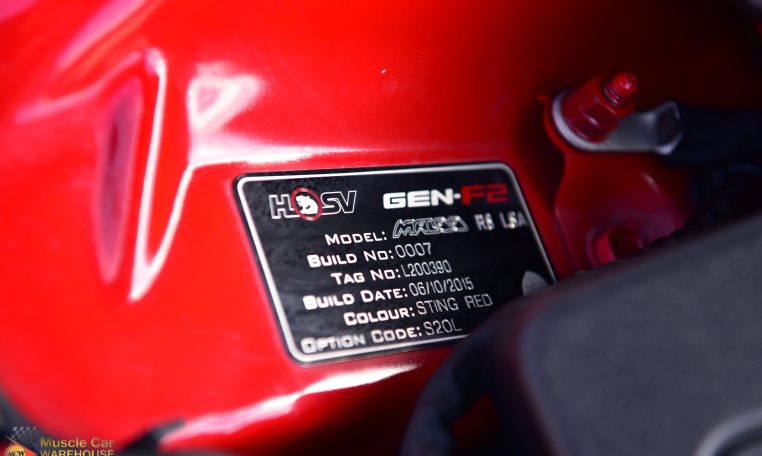 HSV GEN-F2
MODEL: MALOO R8 LSA
BUILD NO: 0007
TAG NO: L200390
BUILD DATE: 06/10/2015
COLOUR: STING RED
OPTION CODE: S20L
Muscle Car
MCW WAREHOUSE